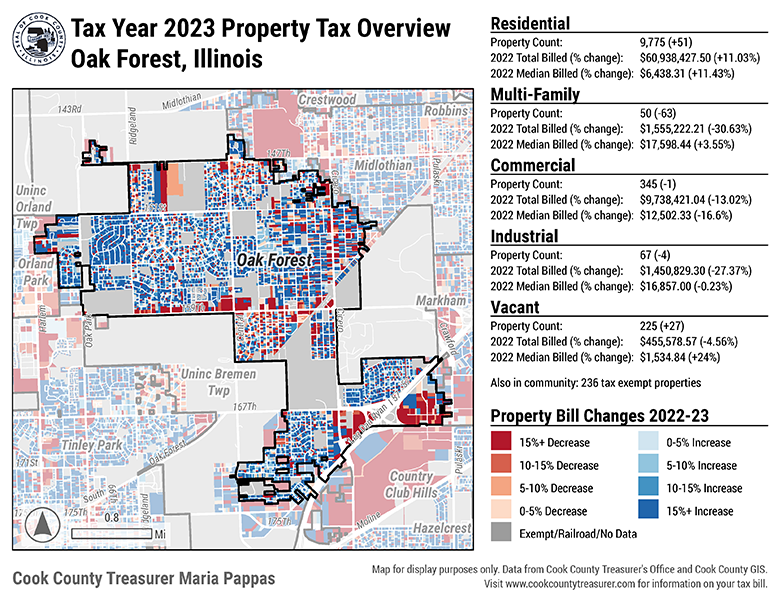 Tax Year 2023 Property Tax Overview
Oak Forest, Illinois
Residential
Property Count: 9,775 (+51)
2022 Total Billed (% change): $60,938,427.50 (+11.03%)
2022 Median Billed (% change): $6,438.31 (+11.43%)
Multi-Family
Property Count: 50 (-63)
2022 Total Billed (% change): $1,555,222.21 (-30.63%)
2022 Median Billed (% change): $17,598.44 (+3.55%)
Commercial
Property Count: 345 (-1)
2022 Total Billed (% change): $9,738,421.04 (-13.02%)
2022 Median Billed (% change): $12,502.33 (-16.6%)
Industrial
Property Count: 67 (-4)
2022 Total Billed (% change): $1,450,829.30 (-27.37%)
2022 Median Billed (% change): $16,857.00 (-0.23%)
Vacant
Property Count: 225 (+27)
2022 Total Billed (% change): $455,578.57 (-4.56%)
2022 Median Billed (% change): $1,534.84 (+24%)
Also in community: 236 tax exempt properties
Property Bill Changes 2022-23
15%+ Decrease
10-15% Decrease
5-10% Decrease
0-5% Decrease
Exempt/Railroad/No Data
0-5% Increase
5-10% Increase
10-15% Increase
15%+ Increase
143Rd
Ridgeland
Midlothian
Crestwood
Robbins
147Th
Midlothian
Pulaski
Uninc
Orland
Twp
Orland
Park
Oak Forest
Harlem
Oak Park
Central
Markham
Crawford
Uninc Bremen
Twp
167Th
Tinley Park
171St
Oak Forest
South
175Th
0.8
Mi
175Th
Moline
Country
Club Hills
Pulaski
Hazelcrest
Cook County Treasurer Maria Pappas
Map for display purposes only. Data from Cook County Treasurer's Office and Cook County GIS.
Visit www.cookcountytreasurer.com for information on your tax bill.